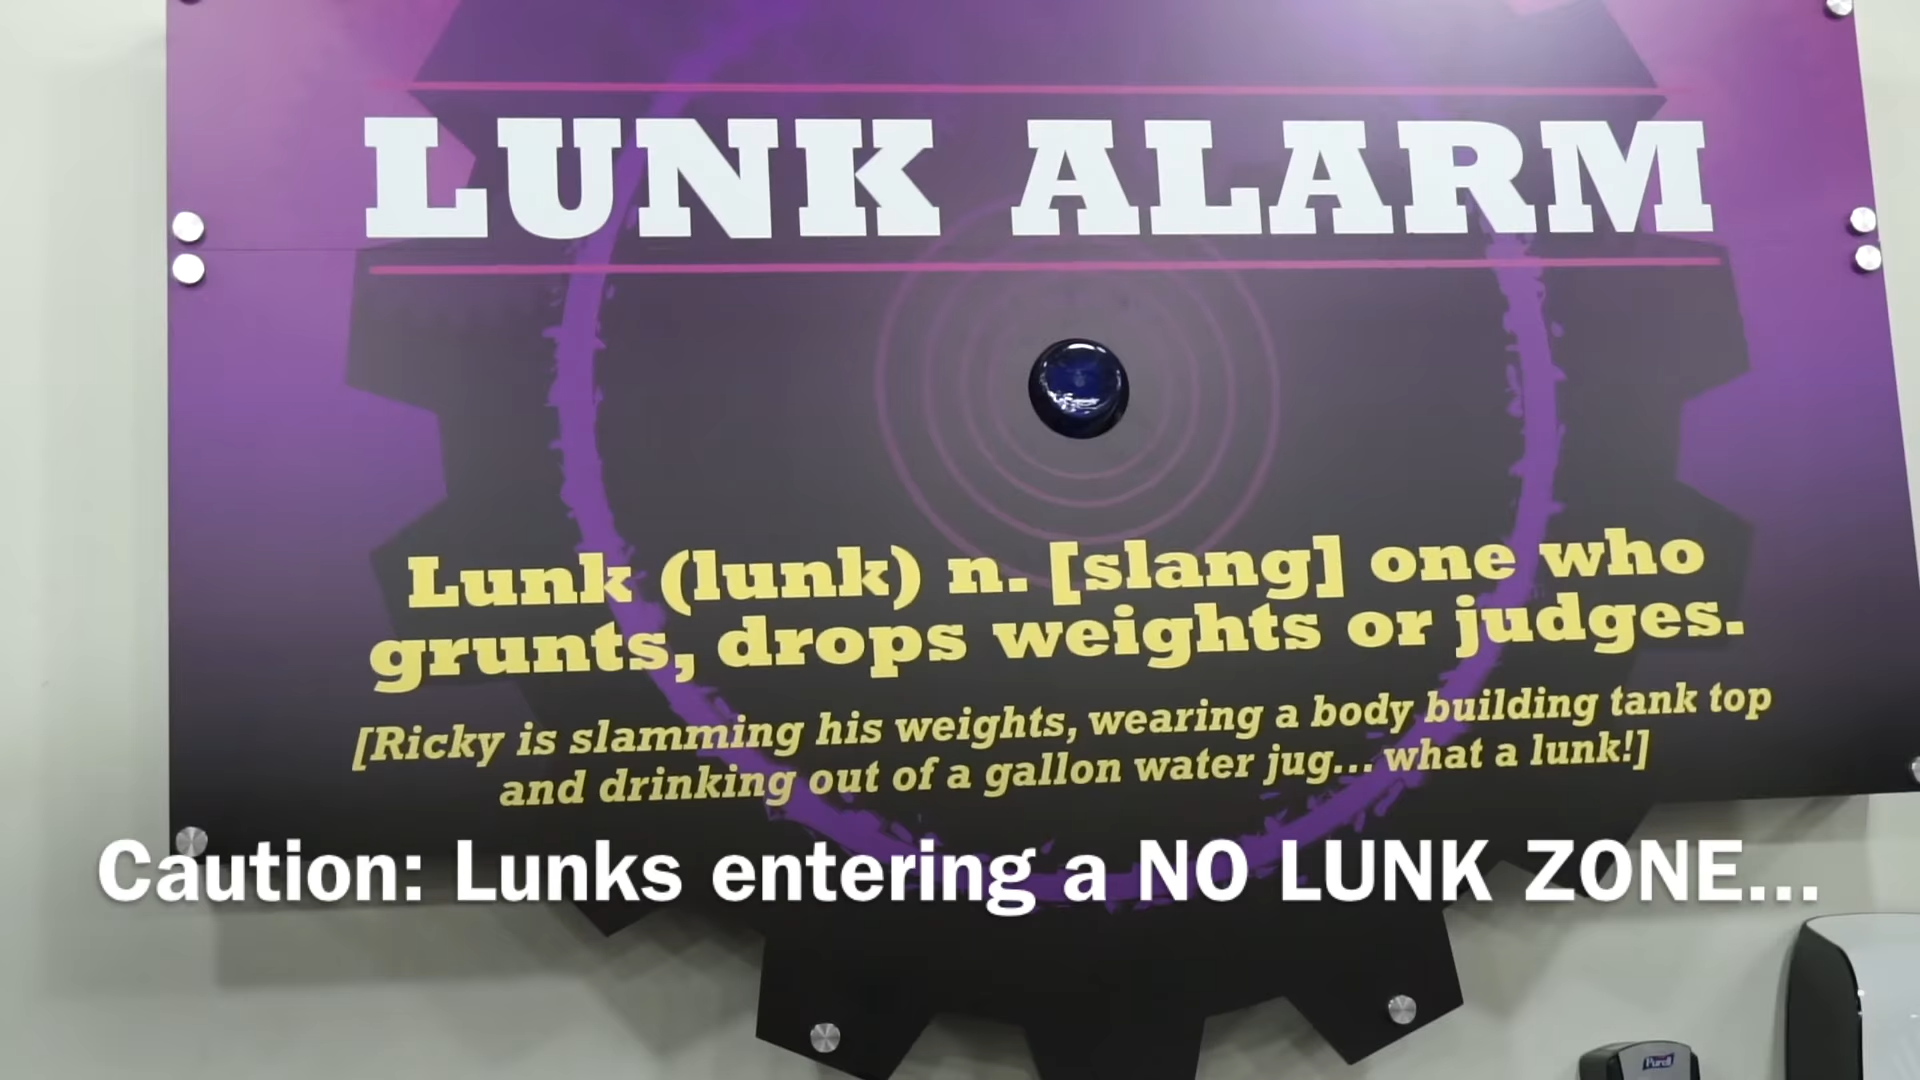 LUNK ALARM
Lunk (lunk) n. [slang] one who
grunts, drops weights or judges.
[Ricky is slamming his weights, wearing a body building tank top
and drinking out of a gallon water jug... what a lunk!]
Caution: Lunks entering a NO LUNK ZONE...
Purell